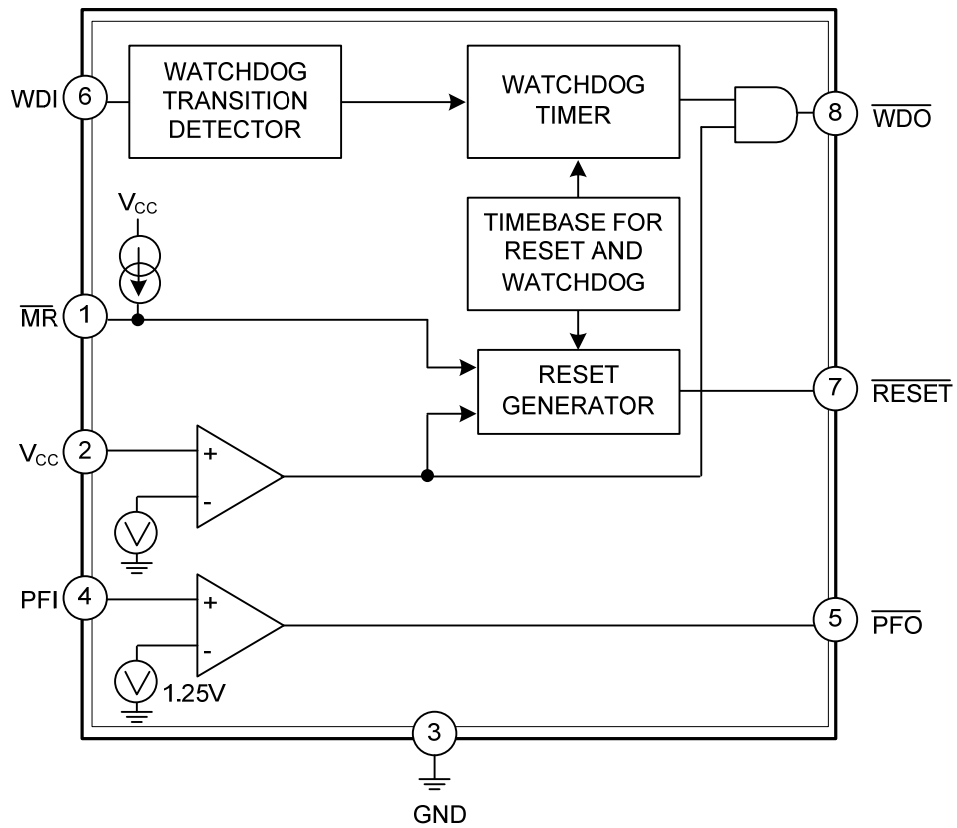 WDI
6
WATCHDOG
TRANSITION
DETECTOR
WATCHDOG
TIMER
8
WDO
VCC
TIMEBASE FOR
RESET AND
WATCHDOG
MR
1
RESET
GENERATOR
7
RESET
VCC
2
+
-
V
PFI
4
+
-
V
1.25V
5
PFO
3
GND